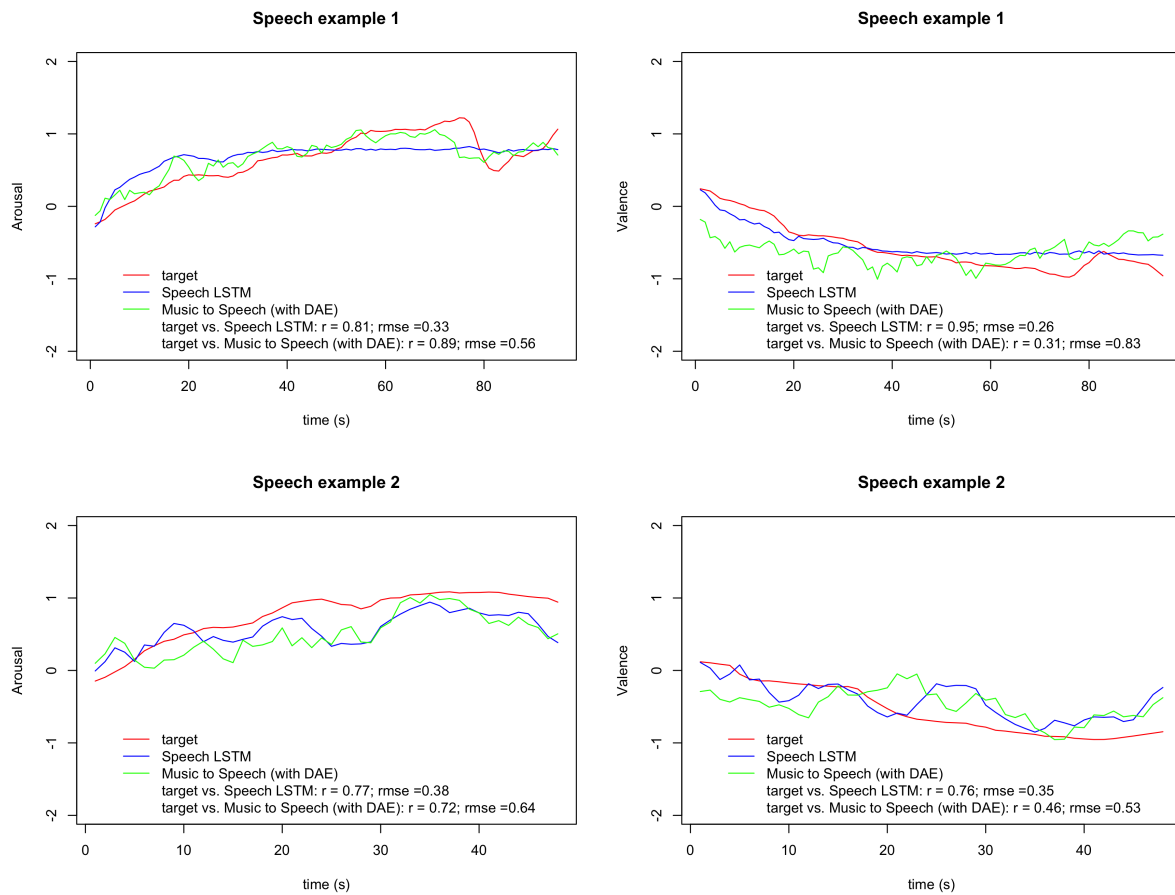 Speech example 1
2
1
0
-1
-2
Arousal
target
Speech LSTM
Music to Speech (with DAE)
target vs. Speech LSTM: r = 0.81; rmse =0.33
target vs. Music to Speech (with DAE): r = 0.89; rmse =0.56
0 20 40 60 80
time (s)
Speech example 1
2
1
0
-1
-2
Valence
target
Speech LSTM
Music to Speech (with DAE)
target vs. Speech LSTM: r = 0.95; rmse =0.26
target vs. Music to Speech (with DAE): r = 0.31; rmse =0.83
0 20 40 60 80
time (s)
Speech example 2
2
1
0
-1
-2
Arousal
target
Speech LSTM
Music to Speech (with DAE)
target vs. Speech LSTM: r = 0.77; rmse =0.38
target vs. Music to Speech (with DAE): r = 0.72; rmse =0.64
0 10 20 30 40
time (s)
Speech example 2
2
1
0
-1
-2
Valence
target
Speech LSTM
Music to Speech (with DAE)
target vs. Speech LSTM: r = 0.76; rmse =0.35
target vs. Music to Speech (with DAE): r = 0.46; rmse =0.53
0 10 20 30 40
time (s)